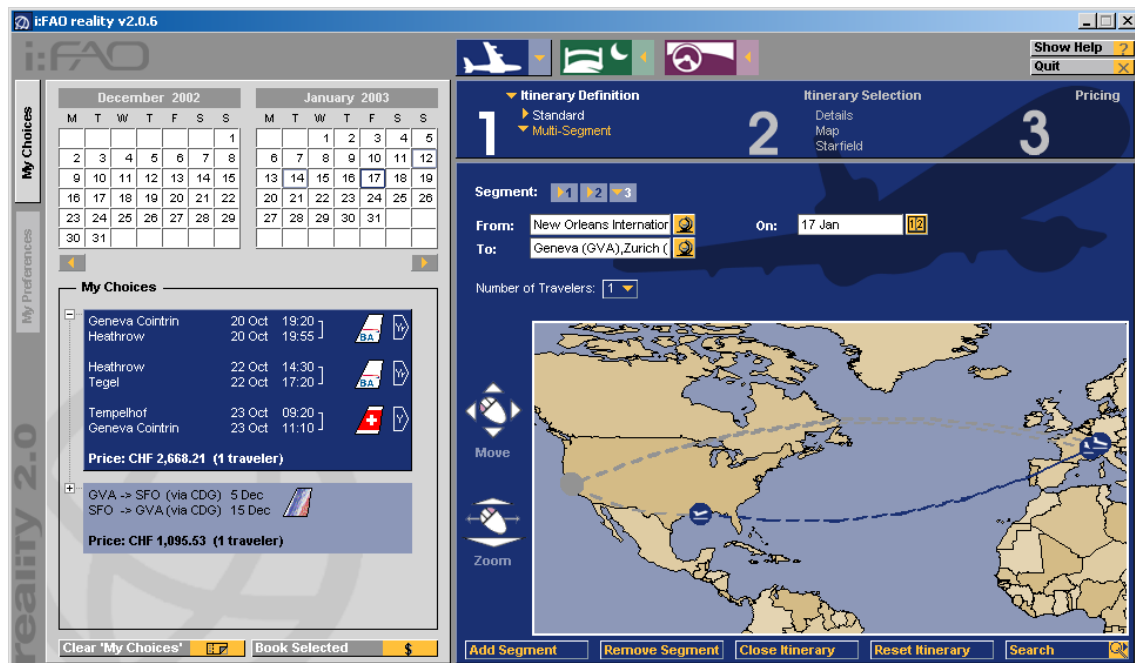 i:FAO reality v2.0.6
i:FAO
Show Help ?
Quit X
My Choices
My Preferences
reality 2.0
December 2002
M T W T F S S
1
2 3 4 5 6 7 8
9 10 11 12 13 14 15
16 17 18 19 20 21 22
23 24 25 26 27 28 29
30 31
January 2003
M T W T F S S
1 2 3 4 5
6 7 8 9 10 11 12
13 14 15 16 17 18 19
20 21 22 23 24 25 26
27 28 29 30 31
My Choices
Geneva Cointrin 20 Oct 19:20
Heathrow 20 Oct 19:55
BA Yr
Heathrow 22 Oct 14:30
Tegel 22 Oct 17:20
BA Yr
Tempelhof 23 Oct 09:20
Geneva Cointrin 23 Oct 11:10
Y
Price: CHF 2,668.21 (1 traveler)
GVA -> SFO (via CDG) 5 Dec
SFO -> GVA (via CDG) 15 Dec
Price: CHF 1,095.53 (1 traveler)
Clear 'My Choices'
Book Selected $
1
Itinerary Definition
Standard
Multi-Segment
2
Itinerary Selection
Details
Map
Starfield
3
Pricing
Segment: 1 2 3
From: New Orleans Internation
On: 17 Jan 12
To: Geneva (GVA),Zurich (
Number of Travelers: 1
Move
Zoom
Add Segment
Remove Segment
Close Itinerary
Reset Itinerary
Search